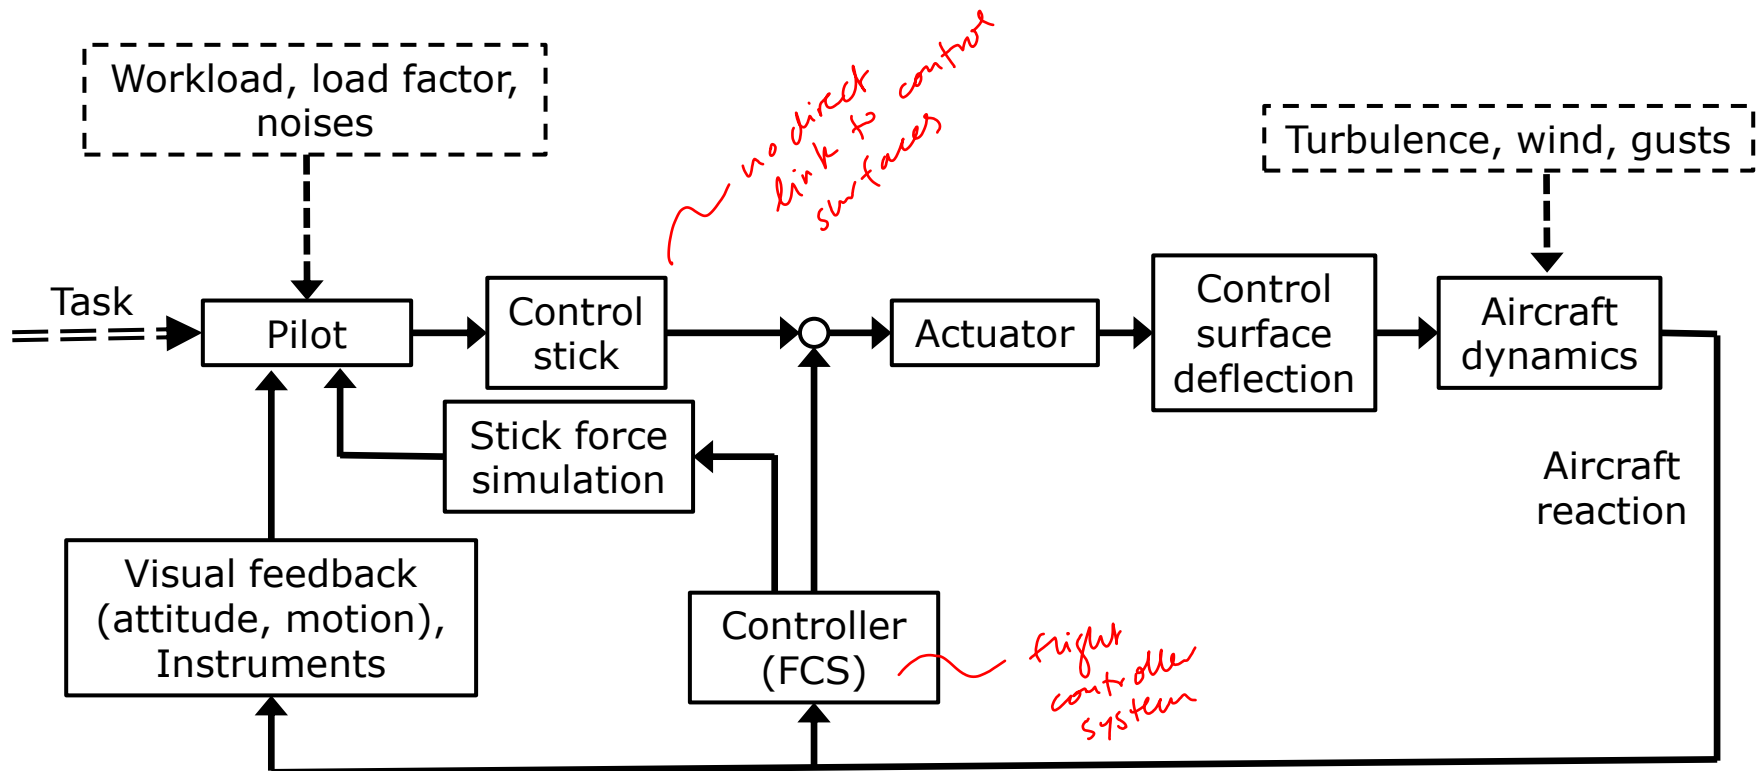 Workload, load factor,
noises
no direct
link to control
surfaces
Turbulence, wind, gusts
Task
Pilot
Control
stick
Actuator
Control
surface
deflection
Aircraft
dynamics
Stick force
simulation
Aircraft
reaction
Visual feedback
(attitude, motion),
Instruments
Controller
(FCS)
flight
controller
system